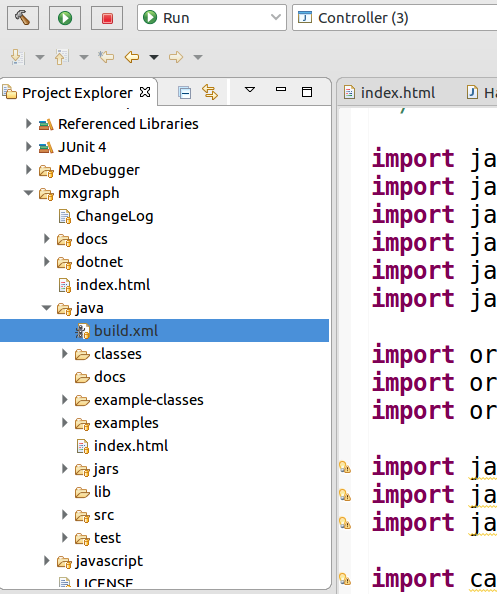 Run
Controller (3)
Project Explorer
index.html
Referenced Libraries
JUnit 4
MDebugger
mxgraph
ChangeLog
docs
dotnet
index.html
java
build.xml
classes
docs
example-classes
examples
index.html
jars
lib
src
test
javascript
LICENSE
import ja
import ja
import ja
import ja
import ja
import ja
import or
import or
import or
import ja
import ja
import ja
import ca